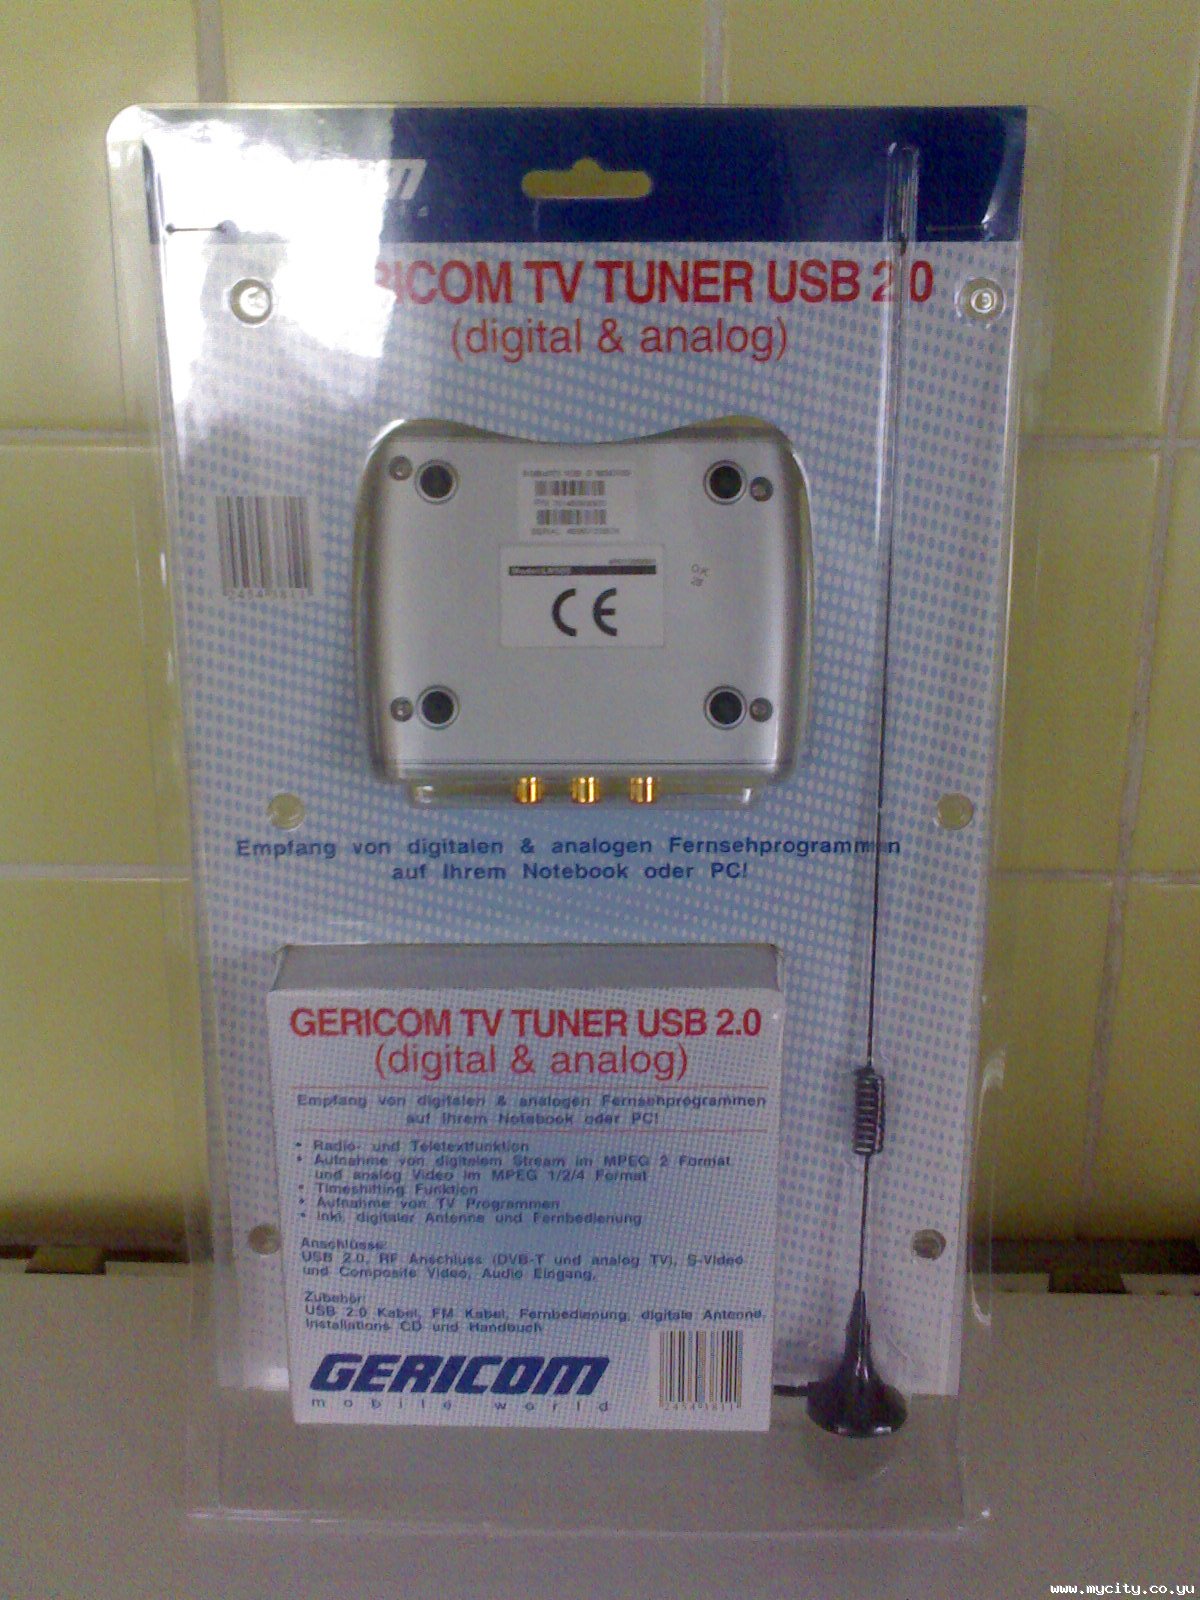 RICOM TV TUNER USB 2.0
(digital & analog)
CE
24543811
Empfang von digitalen & analogen Fernsehprogrammen
auf Ihrem Notebook oder PC!
GERICOM TV TUNER USB 2.0
(digital & analog)
Empfang von digitalen & analogen Fernsehprogrammen
auf Ihrem Notebook oder PC!
• Radio- und Teletextfunktion
• Aufnahme von digitalem Stream im MPEG 2 Format
und analog Video im MPEG 1/2/4 Format
• Timeshifting Funktion
• Aufnahme von TV Programmen
• inkl. digitaler Antenne und Fernbedienung
Anschlüsse:
USB 2.0, RF Anschluss (DVB-T und analog TV), S-Video
und Composite Video, Audio Eingang,
Zubehör:
USB 2.0 Kabel, FM Kabel, Fernbedienung, digitale Antenne,
Installations CD und Handbuch
GERICOM
mobile world
24543811
www.mycity.co.yu